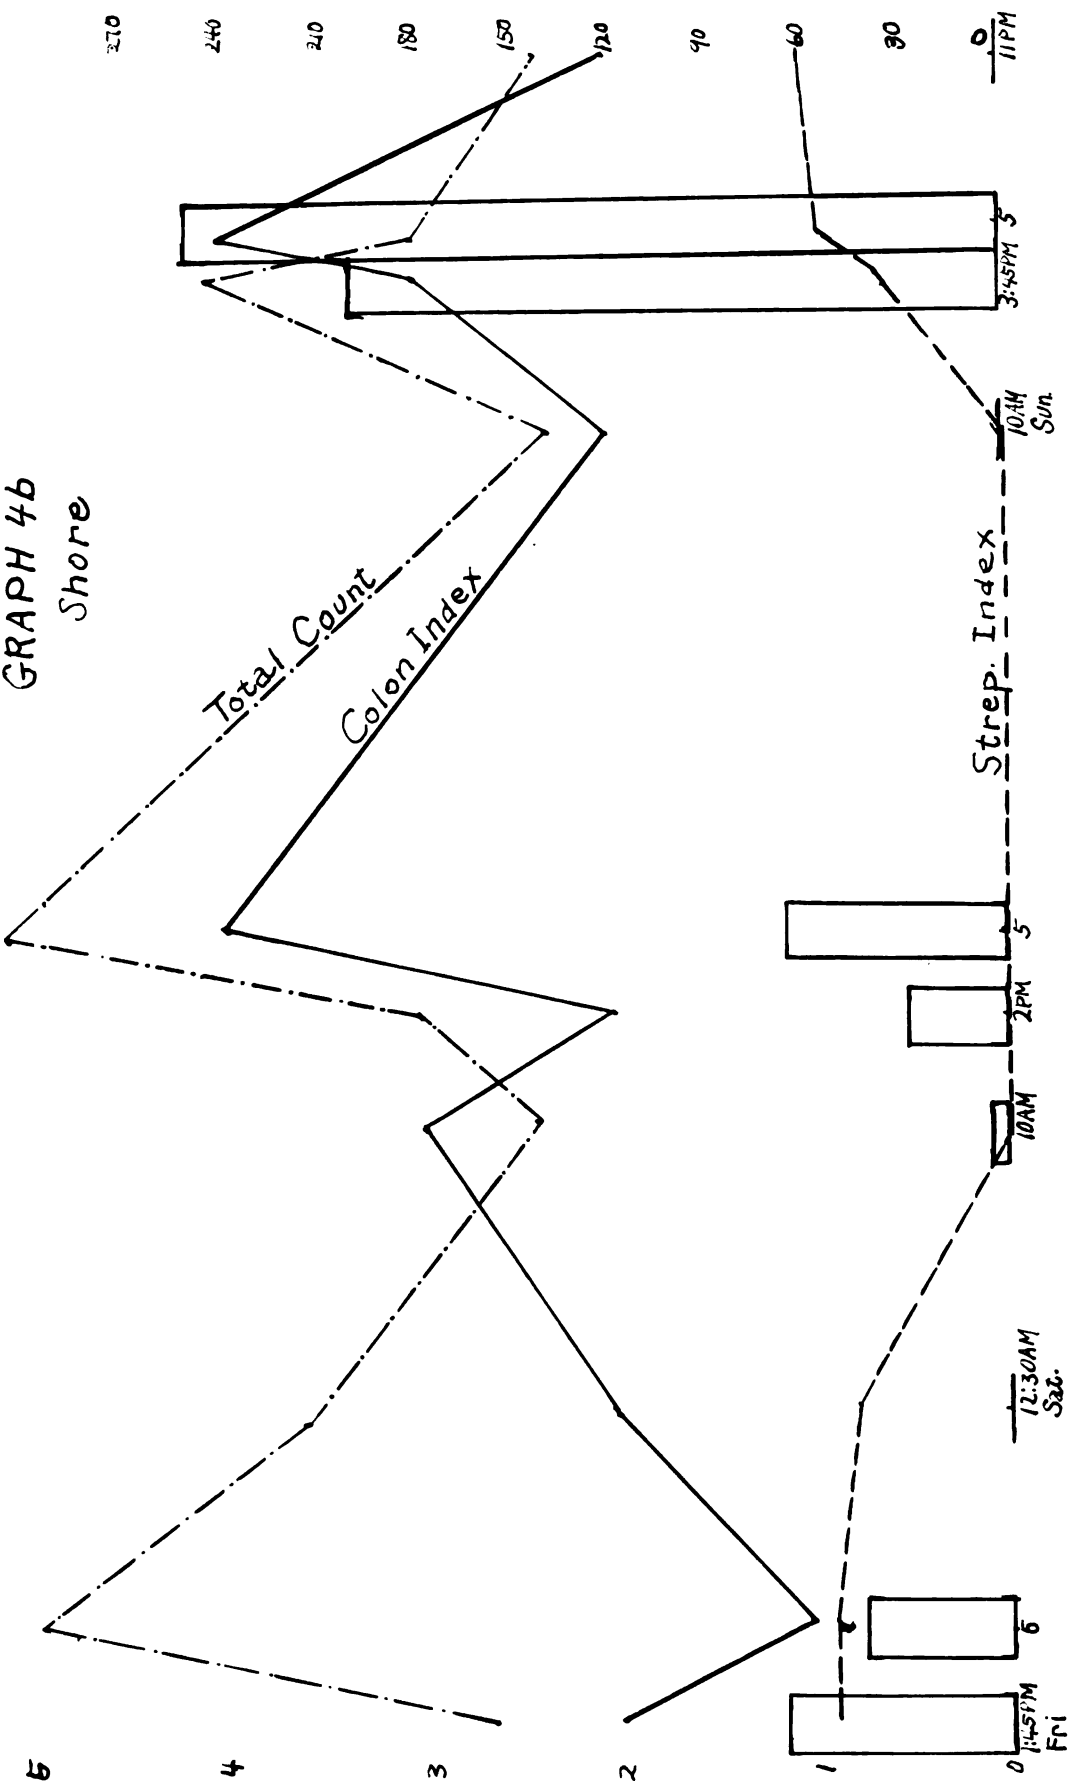 GRAPH 4b
Shore
5
4
3
2
1
0
270
240
210
180
150
120
90
60
30
0
Total Count
Colon Index
Strep. Index
1:45PM
6
12:30AM
10AM
2PM
5
10AM
3:45PM
5
11PM
Fri
Sat.
Sun.